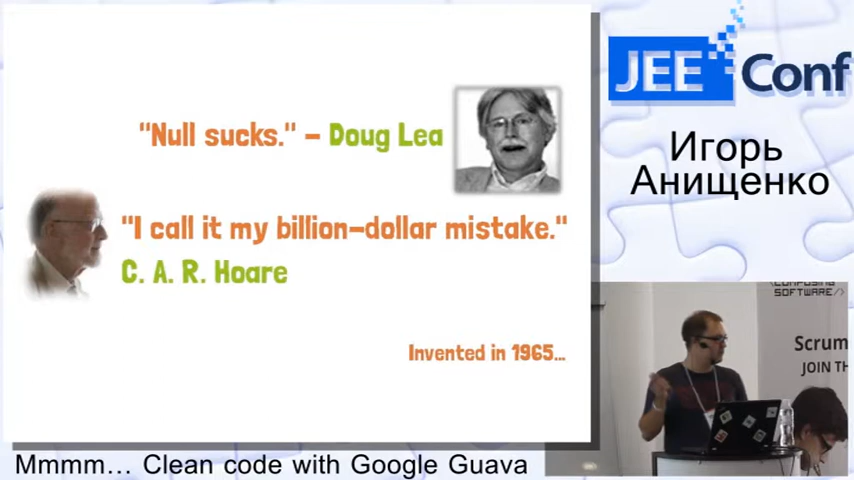 "Null sucks." - Doug Lea
"I call it my billion-dollar mistake."
C. A. R. Hoare
Invented in 1965...
JEE Conf
Игорь
Анищенко
SOFTWARE/>
Scrum
JOIN TH
Mmmm... Clean code with Google Guava